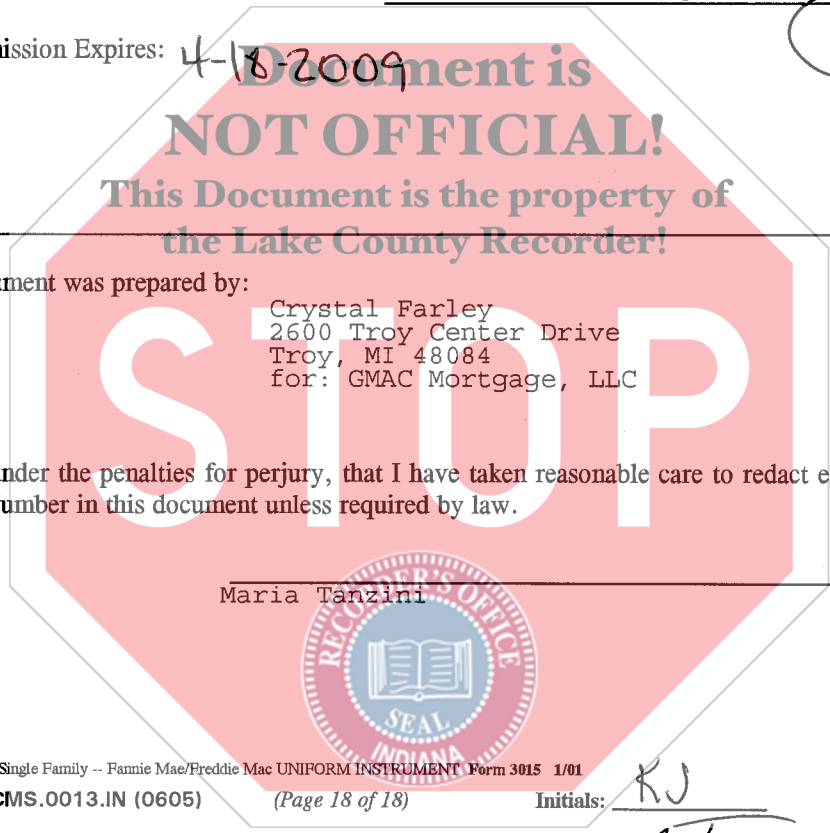 ission Expires: 4-18-2009
Document is
NOT OFFICIAL!
This Document is the property of
the Lake County Recorder!
ment was prepared by:
Crystal Farley
2600 Troy Center Drive
Troy, MI 48084
for: GMAC Mortgage, LLC
STOP
nder the penalties for perjury, that I have taken reasonable care to redact e
umber in this document unless required by law.
Maria Tanzini
RECORDER'S OFFICE
SEAL
INDIANA
Single Family -- Fannie Mae/Freddie Mac UNIFORM INSTRUMENT Form 3015 1/01
CMS.0013.IN (0605) (Page 18 of 18) Initials: KJ